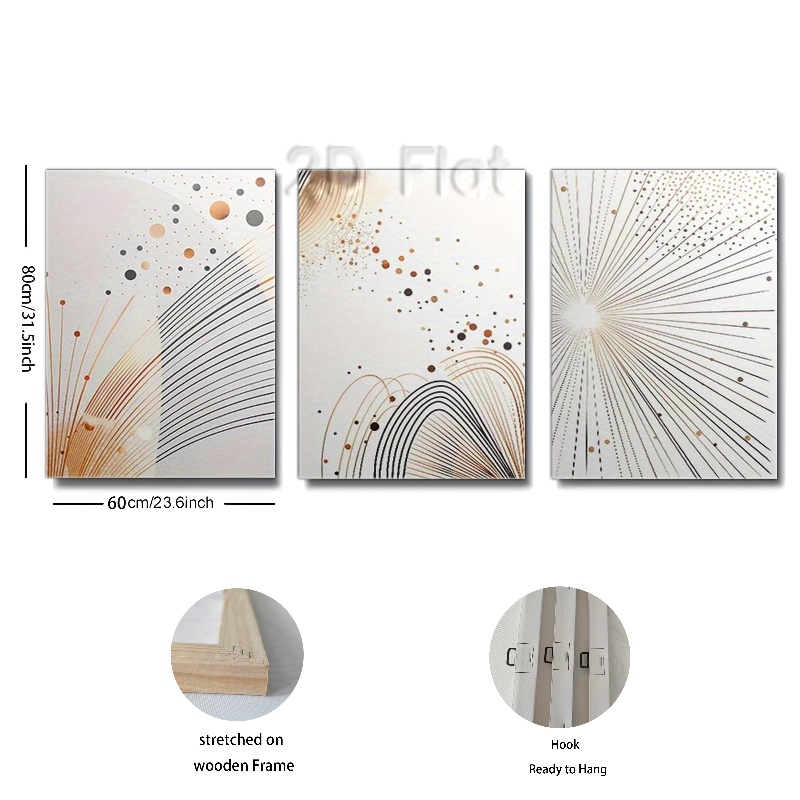 2D Flat
80cm/31.5inch
60cm/23.6inch
stretched on
wooden Frame
Hook
Ready to Hang